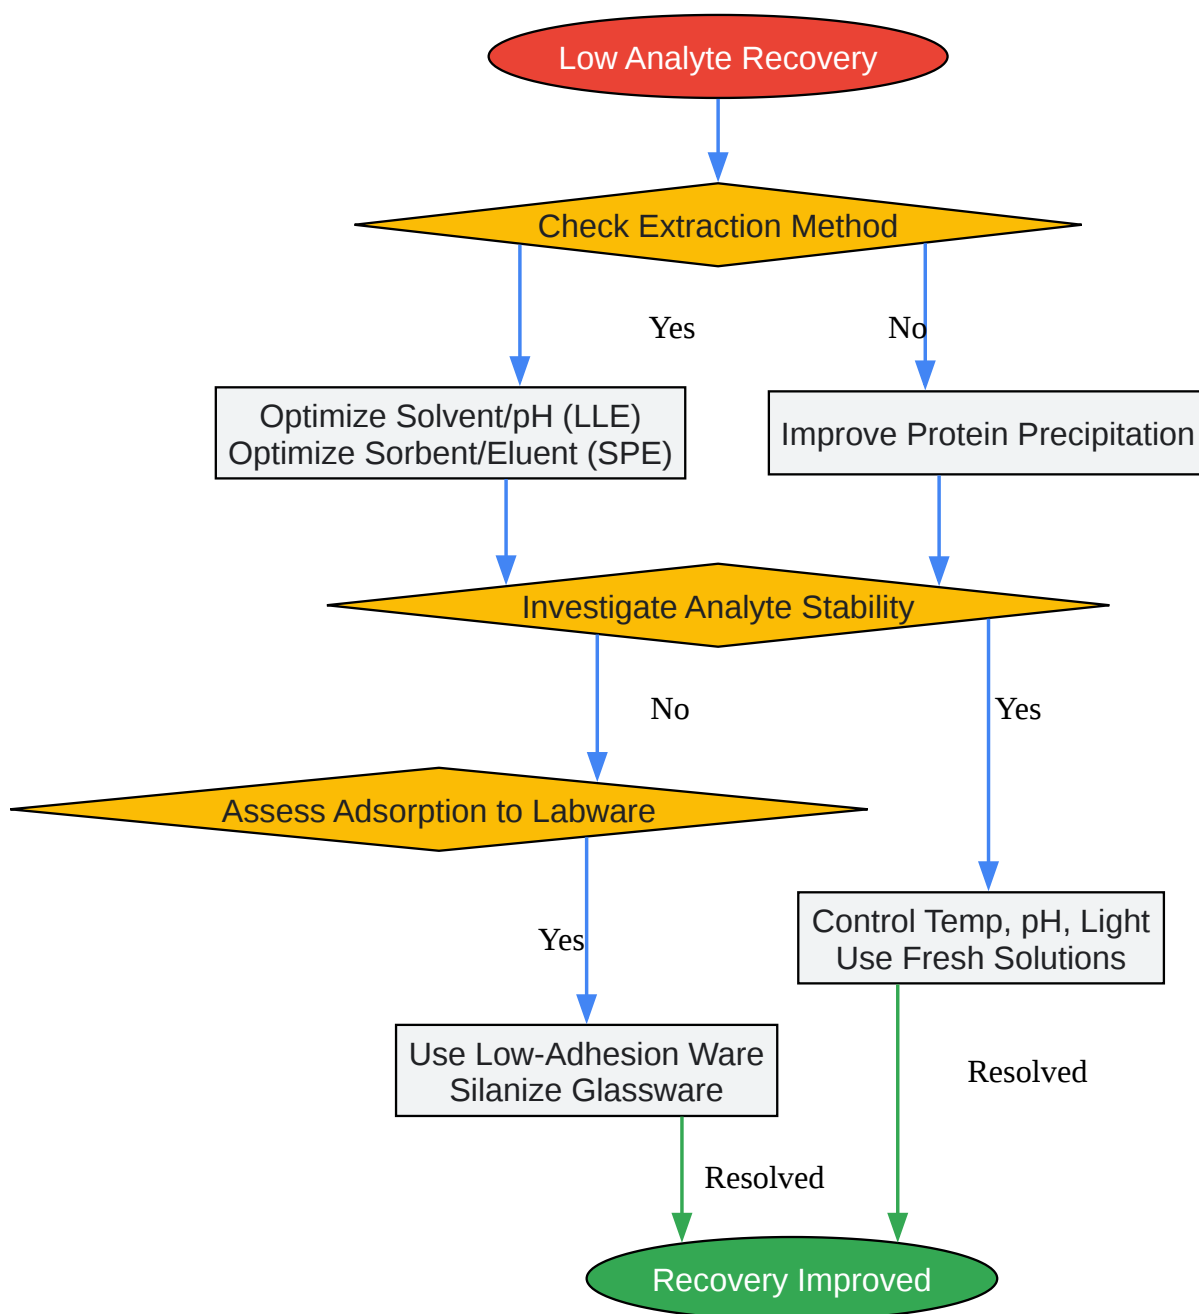 Low Analyte Recovery
Check Extraction Method
Yes
No
Optimize Solvent/pH (LLE)
Optimize Sorbent/Eluent (SPE)
Improve Protein Precipitation
Investigate Analyte Stability
No
Yes
Assess Adsorption to Labware
Yes
Control Temp, pH, Light
Use Fresh Solutions
Use Low-Adhesion Ware
Silanize Glassware
Resolved
Resolved
Recovery Improved